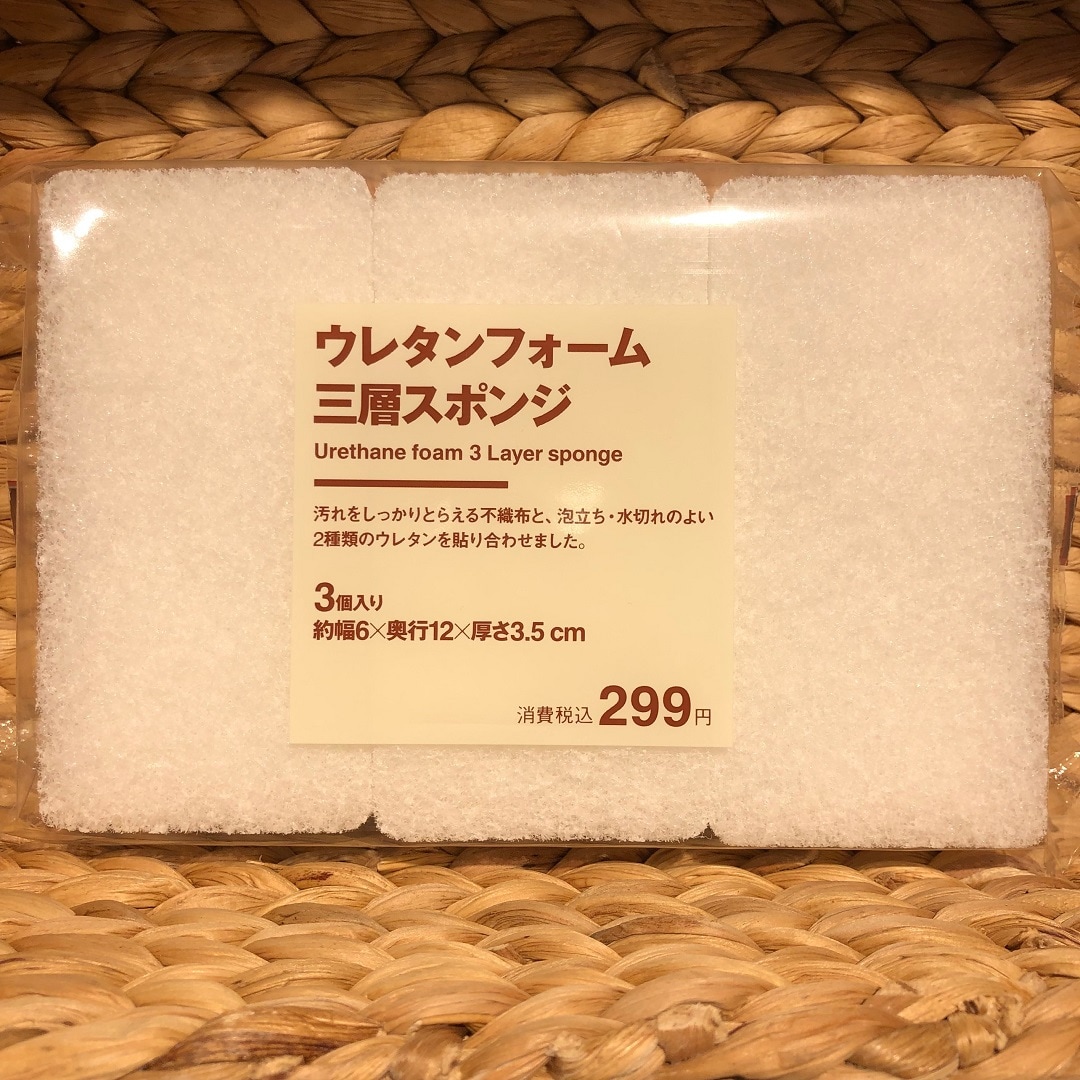 ウレタンフォーム
三層スポンジ
Urethane foam 3 Layer sponge
汚れをしっかりとらえる不織布と、泡立ち・水切れのよい
2種類のウレタンを貼り合わせました。
3個入り
約幅6×奥行12×厚さ3.5 cm
消費税込299円